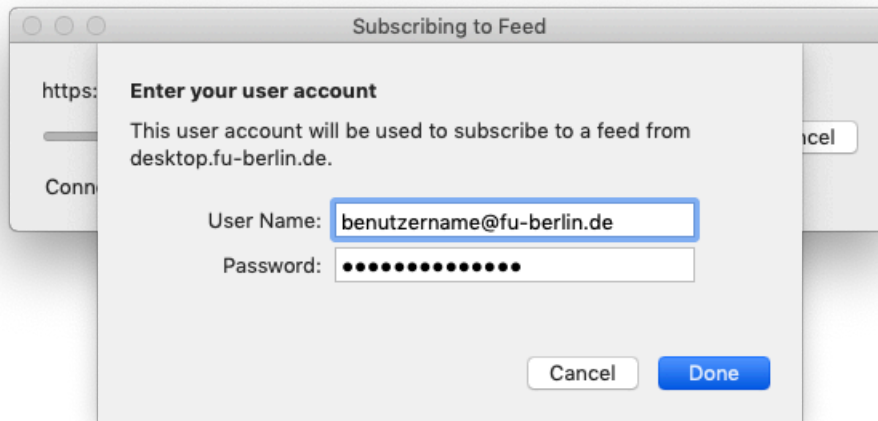 Subscribing to Feed
https:
Enter your user account
This user account will be used to subscribe to a feed from
desktop.fu-berlin.de.
ncel
Conn
User Name: benutzername@fu-berlin.de
Password: ••••••••••••••
Cancel Done